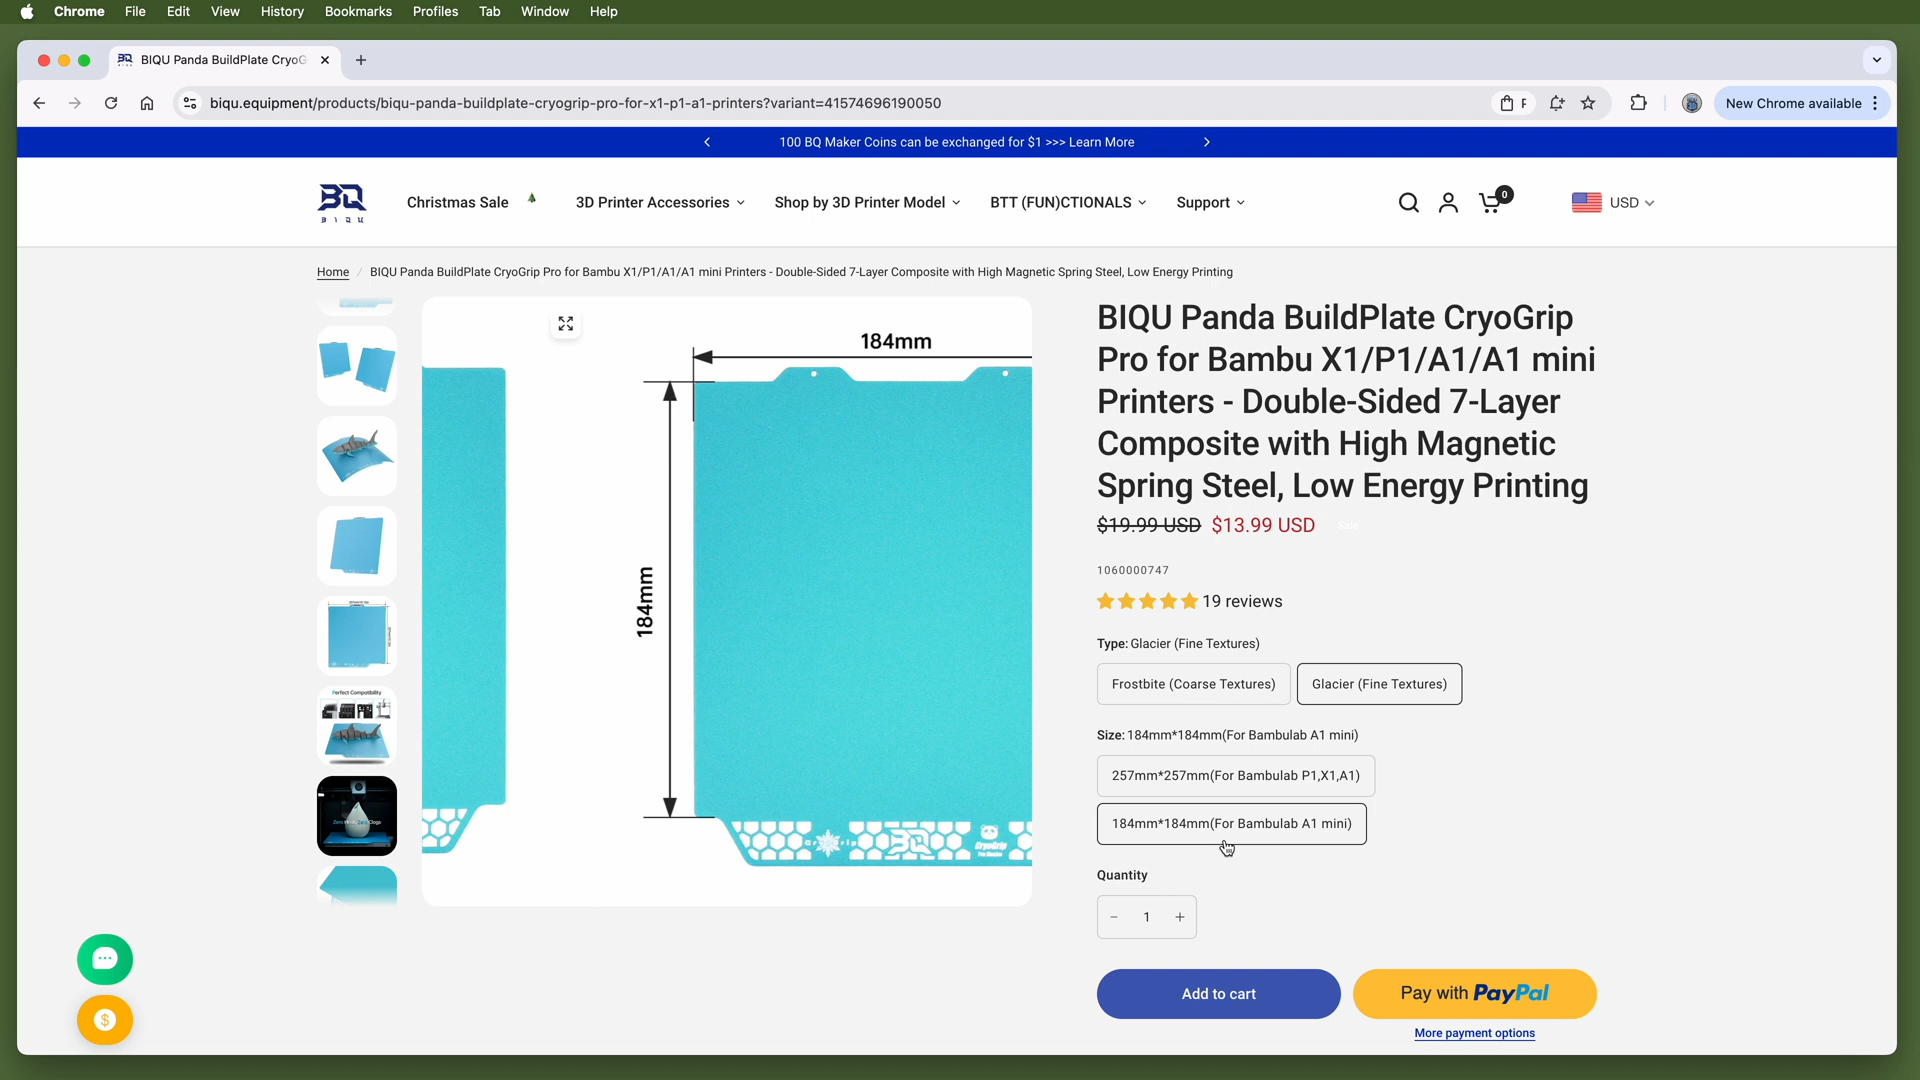 Chrome File Edit View History Bookmarks Profiles Tab Window Help
BIQU Panda BuildPlate CryoG
biqu.equipment/products/biqu-panda-buildplate-cryogrip-pro-for-x1-p1-a1-printers?variant=41574696190050
F
New Chrome available
100 BQ Maker Coins can be exchanged for $1 >>> Learn More
BQ
BIQU
Christmas Sale
3D Printer Accessories
Shop by 3D Printer Model
BTT (FUN)CTIONALS
Support
0
USD
Home / BIQU Panda BuildPlate CryoGrip Pro for Bambu X1/P1/A1/A1 mini Printers - Double-Sided 7-Layer Composite with High Magnetic Spring Steel, Low Energy Printing
Perfect Compatibility
184mm
184mm
BQ
CryoGrip
BIQU Panda BuildPlate CryoGrip
Pro for Bambu X1/P1/A1/A1 mini
Printers - Double-Sided 7-Layer
Composite with High Magnetic
Spring Steel, Low Energy Printing
$19.99 USD $13.99 USD Sale
1060000747
19 reviews
Type: Glacier (Fine Textures)
Frostbite (Coarse Textures)
Glacier (Fine Textures)
Size: 184mm*184mm(For Bambulab A1 mini)
257mm*257mm(For Bambulab P1,X1,A1)
184mm*184mm(For Bambulab A1 mini)
Quantity
− 1 +
Add to cart
Pay with PayPal
More payment options